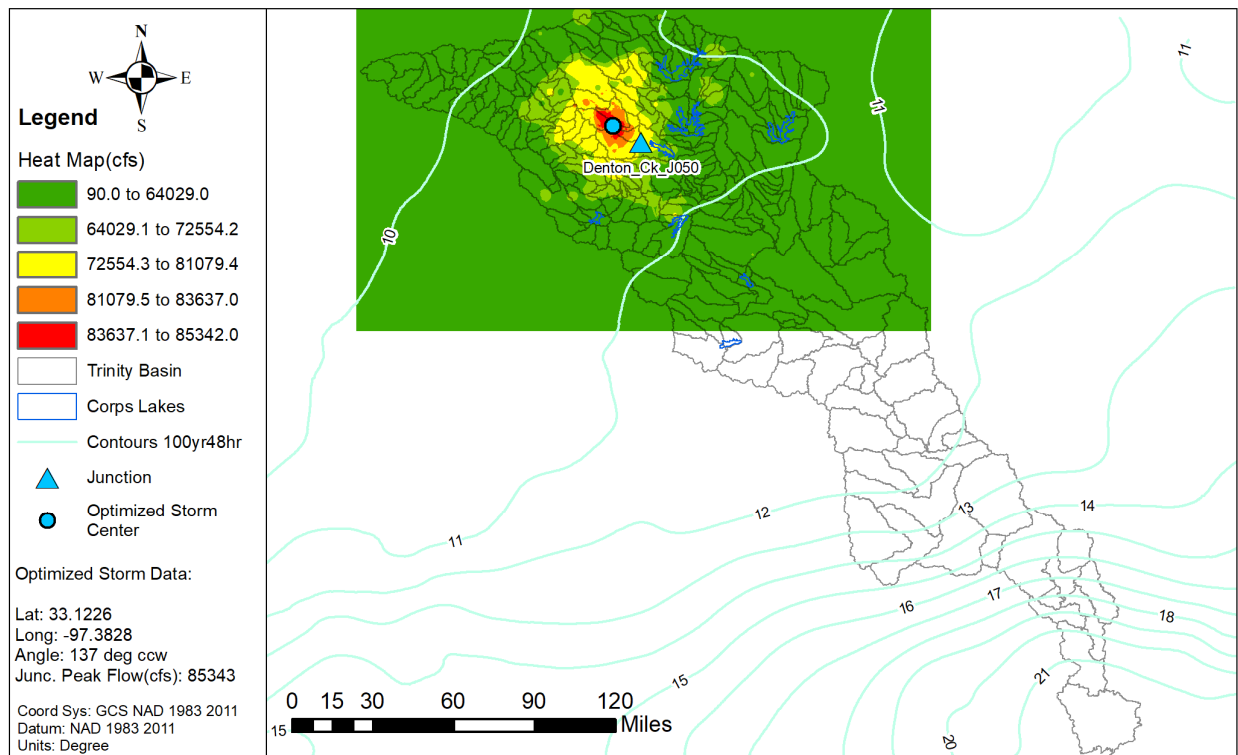 N
W
E
S
Legend
Heat Map(cfs)
90.0 to 64029.0
64029.1 to 72554.2
72554.3 to 81079.4
81079.5 to 83637.0
83637.1 to 85342.0
Trinity Basin
Corps Lakes
Contours 100yr48hr
Junction
Optimized Storm
Center
Optimized Storm Data:
Lat: 33.1226
Long: -97.3828
Angle: 137 deg ccw
Junc. Peak Flow(cfs): 85343
Coord Sys: GCS NAD 1983 2011
Datum: NAD 1983 2011
Units: Degree
11
11
Denton_Ck_J050
10
12
13
14
11
16
17
18
15
21
20
15
0 15 30 60 90 120
Miles